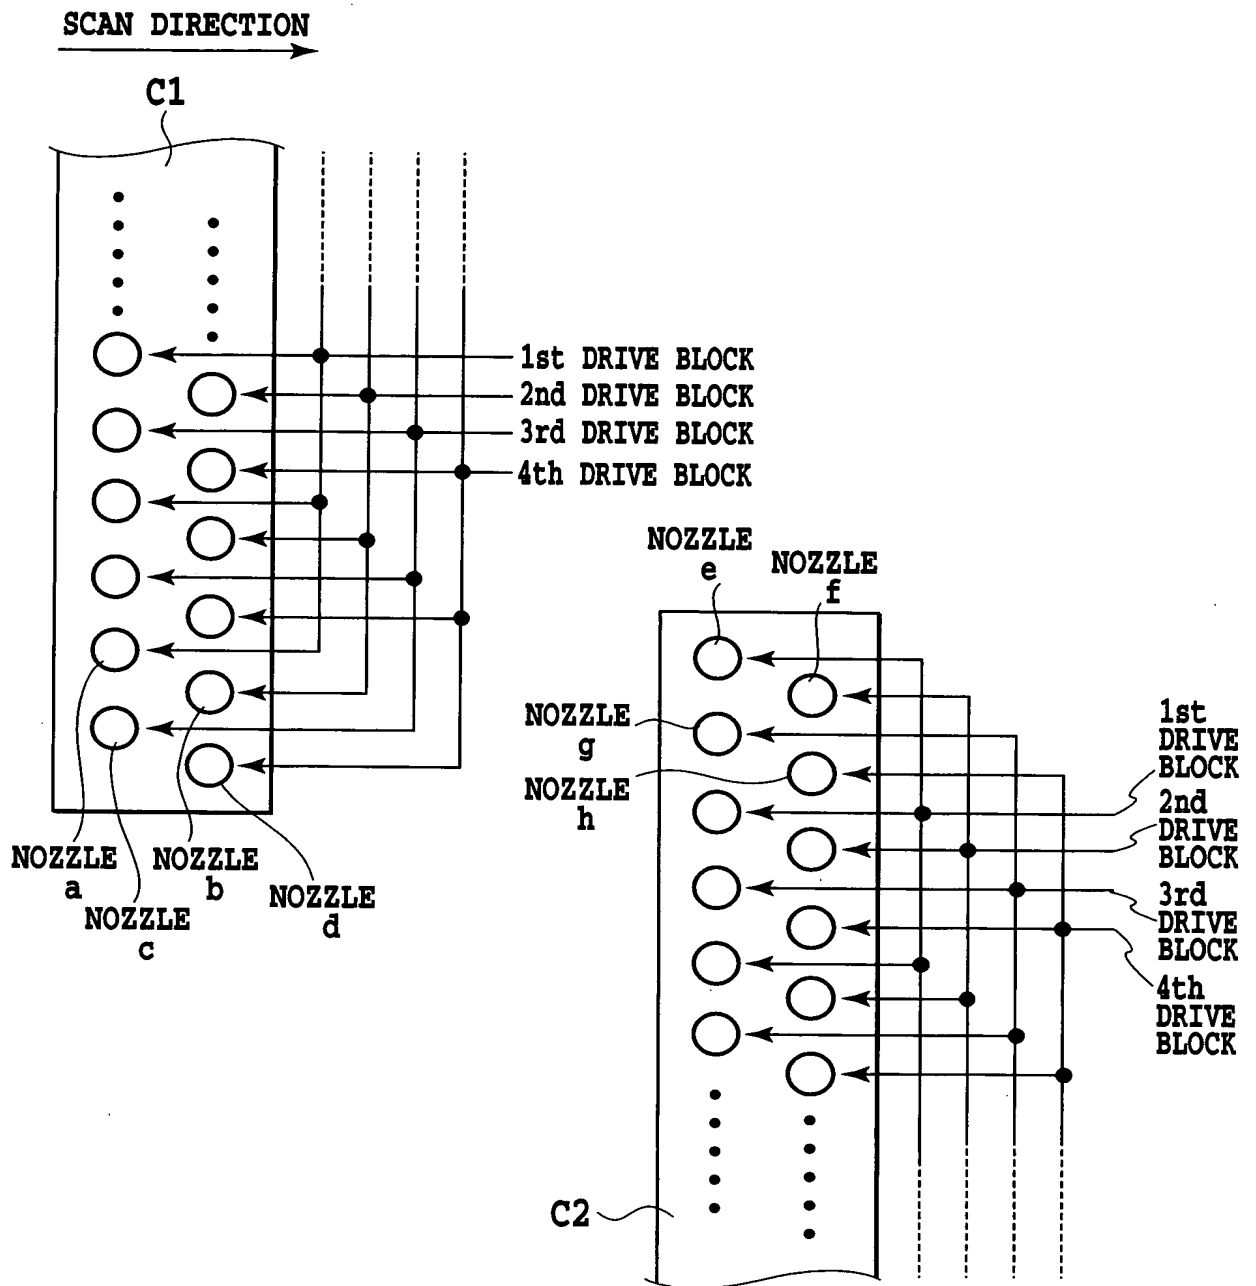 SCAN DIRECTION
C1
1st DRIVE BLOCK
2nd DRIVE BLOCK
3rd DRIVE BLOCK
4th DRIVE BLOCK
NOZZLE
a
NOZZLE
b
NOZZLE
c
NOZZLE
d
NOZZLE
e
NOZZLE
f
NOZZLE
g
NOZZLE
h
1st
DRIVE
BLOCK
2nd
DRIVE
BLOCK
3rd
DRIVE
BLOCK
4th
DRIVE
BLOCK
C2